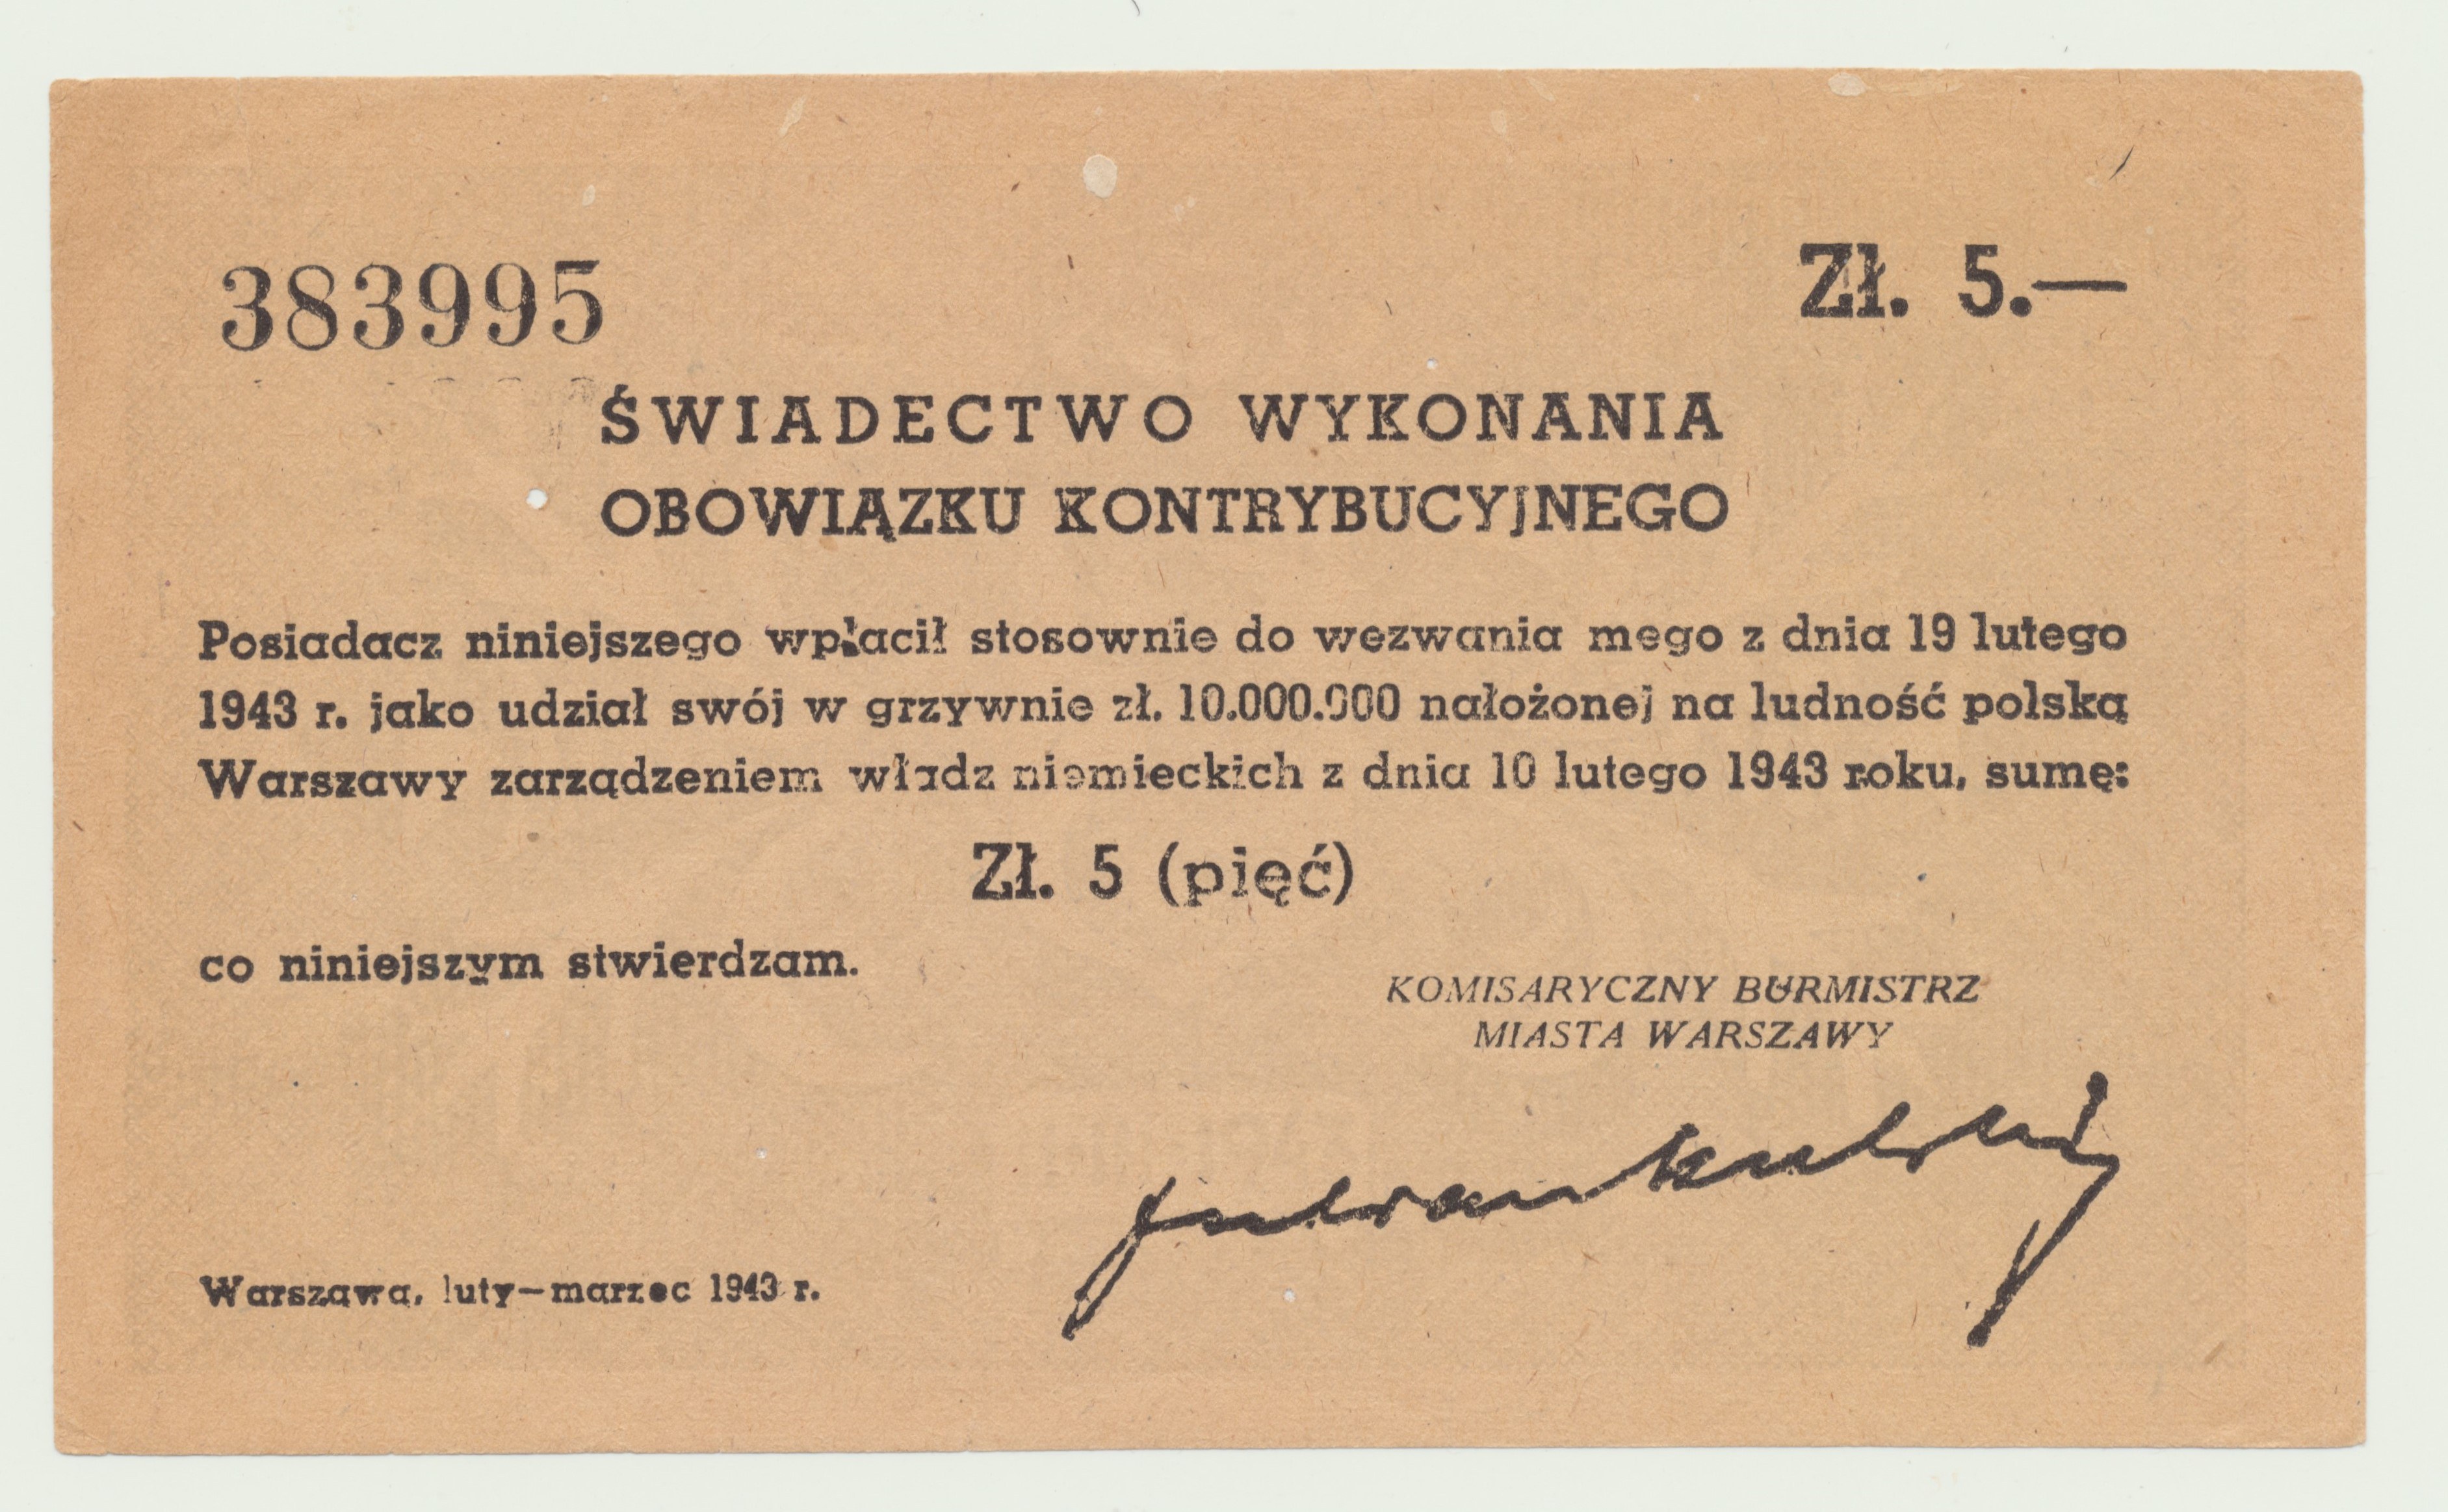 383995
Zł. 5.—
ŚWIADECTWO WYKONANIA
OBOWIĄZKU KONTRYBUCYJNEGO
Posiadacz niniejszego wpłacił stosownie do wezwania mego z dnia 19 lutego
1943 r. jako udział swój w grzywnie zł. 10.000.000 nałożonej na ludność polską
Warszawy zarządzeniem władz niemieckich z dnia 10 lutego 1943 roku, sumę:
Zł. 5 (pięć)
co niniejszym stwierdzam.
KOMISARYCZNY BURMISTRZ
MIASTA WARSZAWY
Julian Kulski
Warszawa, luty—marzec 1943 r.